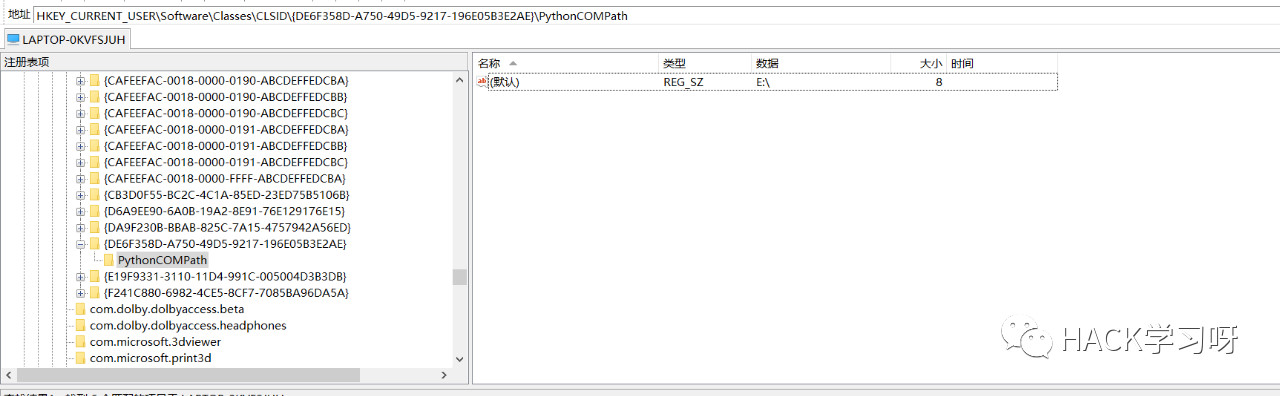 地址 HKEY_CURRENT_USER\Software\Classes\CLSID\{DE6F358D-A750-49D5-9217-196E05B3E2AE}\PythonCOMPath
LAPTOP-0KVFSJUH
注册表项
{CAFEEFAC-0018-0000-0190-ABCDEFFEDCBA}
{CAFEEFAC-0018-0000-0190-ABCDEFFEDCBB}
{CAFEEFAC-0018-0000-0190-ABCDEFFEDCBC}
{CAFEEFAC-0018-0000-0191-ABCDEFFEDCBA}
{CAFEEFAC-0018-0000-0191-ABCDEFFEDCBB}
{CAFEEFAC-0018-0000-0191-ABCDEFFEDCBC}
{CAFEEFAC-0018-0000-FFFF-ABCDEFFEDCBA}
{CB3D0F55-BC2C-4C1A-85ED-23ED75B5106B}
{D6A9EE90-6A0B-19A2-8E91-76E129176E15}
{DA9F230B-BBAB-825C-7A15-4757942A56ED}
{DE6F358D-A750-49D5-9217-196E05B3E2AE}
PythonCOMPath
{E19F9331-3110-11D4-991C-005004D3B3DB}
{F241C880-6982-4CE5-8CF7-7085BA96DA5A}
com.dolby.dolbyaccess.beta
com.dolby.dolbyaccess.headphones
com.microsoft.3dviewer
com.microsoft.print3d
名称 类型 数据 大小 时间
ab (默认) REG_SZ E:\ 8
HACK学习呀